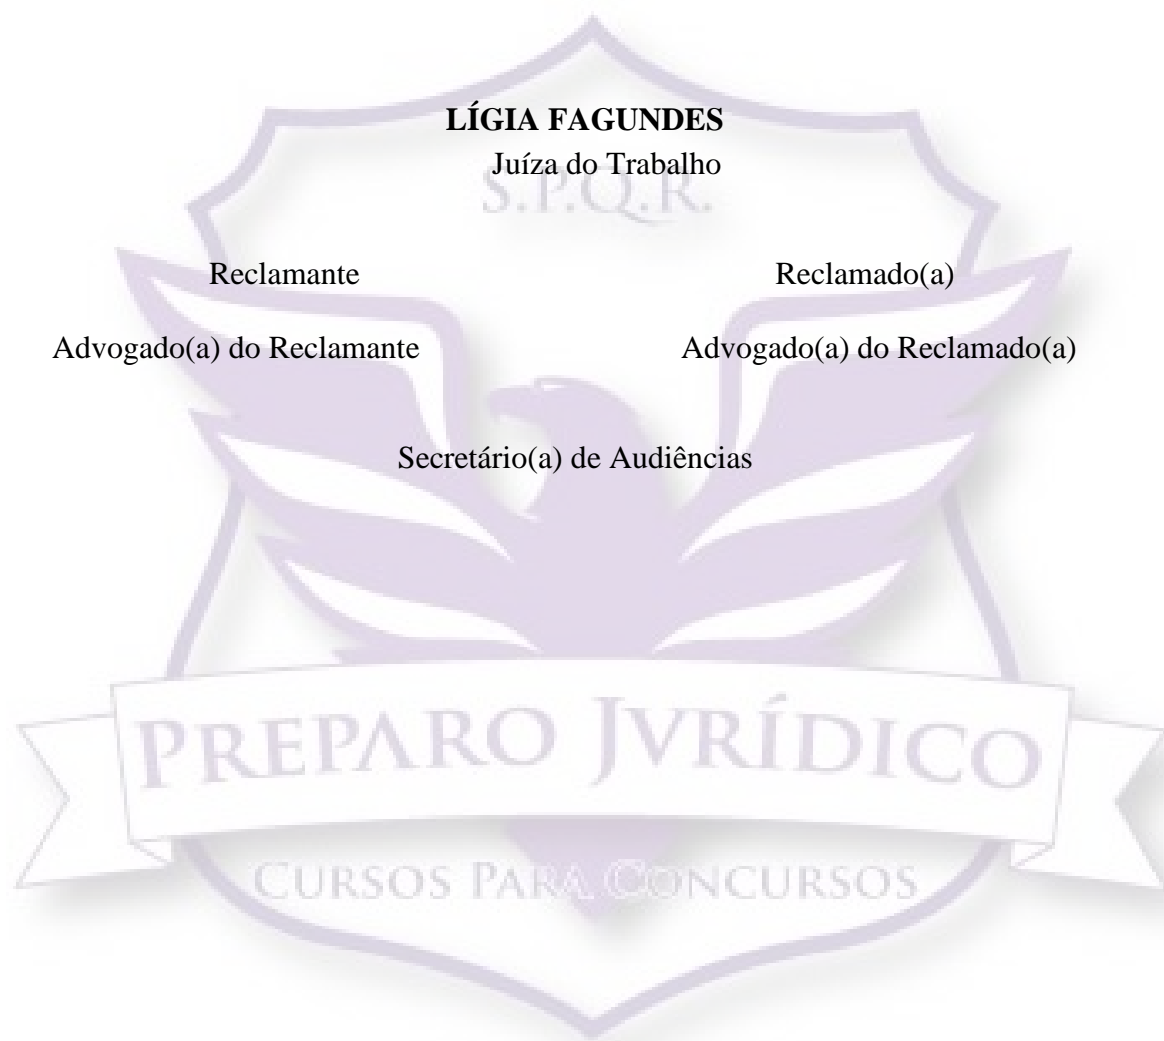 LÍGIA FAGUNDES
Juíza do Trabalho
S.P.Q.R.
Reclamante Reclamado(a)
Advogado(a) do Reclamante Advogado(a) do Reclamado(a)
Secretário(a) de Audiências
PREPΛRO JVRÍDICO
CURSOS PARA CONCURSOS